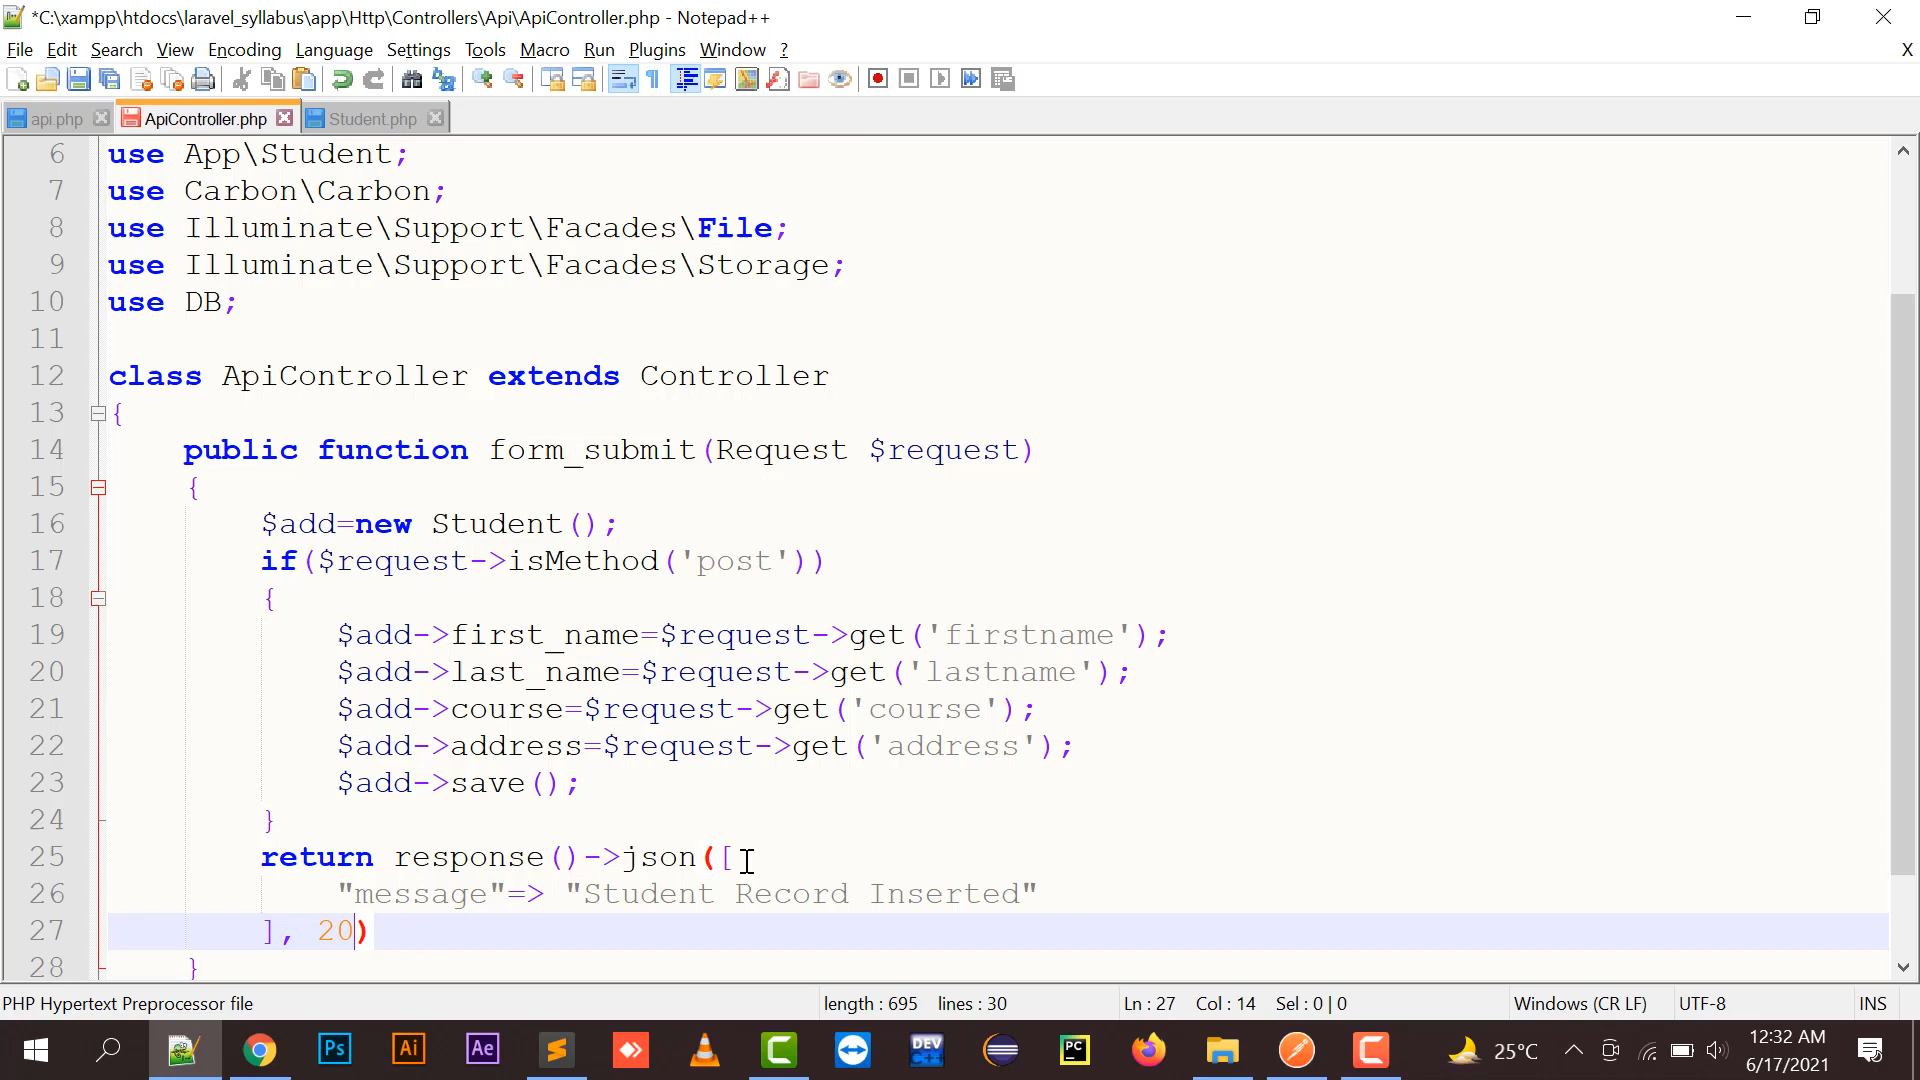 *C:\xampp\htdocs\laravel_syllabus\app\Http\Controllers\Api\ApiController.php - Notepad++
File Edit Search View Encoding Language Settings Tools Macro Run Plugins Window ? X
api.php ApiController.php Student.php
6 use App\Student;
7 use Carbon\Carbon;
8 use Illuminate\Support\Facades\File;
9 use Illuminate\Support\Facades\Storage;
10 use DB;
11
12 class ApiController extends Controller
13 {
14 public function form_submit(Request $request)
15 {
16 $add=new Student();
17 if($request->isMethod('post'))
18 {
19 $add->first_name=$request->get('firstname');
20 $add->last_name=$request->get('lastname');
21 $add->course=$request->get('course');
22 $add->address=$request->get('address');
23 $add->save();
24 }
25 return response()->json([
26 "message"=> "Student Record Inserted"
27 ], 20)
28 }
PHP Hypertext Preprocessor file length : 695 lines : 30 Ln : 27 Col : 14 Sel : 0 | 0 Windows (CR LF) UTF-8 INS
Ps Ai Ae DEV C++ PC 25°C 12:32 AM
6/17/2021